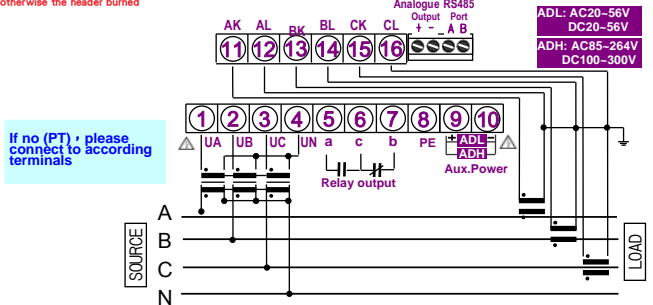 otherwise the header burned
Analogue RS485
Output Port
+ - A B
AK AL BK BL CK CL
11 12 13 14 15 16
ADL: AC20~56V
DC20~56V
ADH: AC85~264V
DC100~300V
1 2 3 4 5 6 7 8 9 10
UA UB UC UN a c b PE + ADL -
ADH
Aux.Power
Relay output
If no (PT)，please
connect to according
terminals
SOURCE
A
B
C
N
LOAD